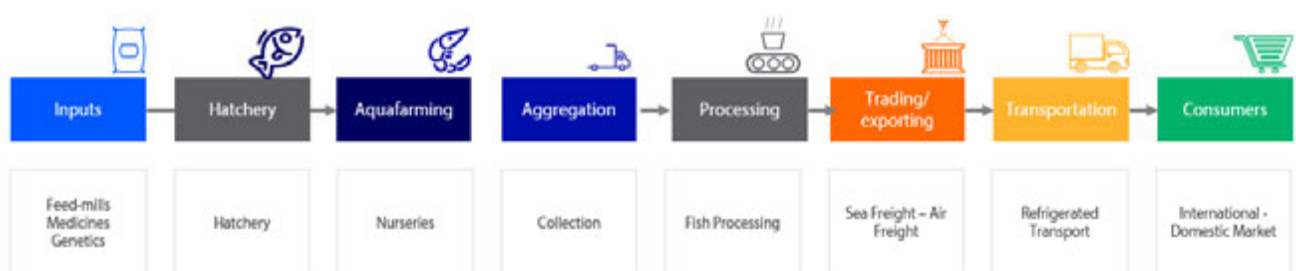 Inputs
Hatchery
Aquafarming
Aggregation
Processing
Trading/
exporting
Transportation
Consumers
Feed-mills
Medicines
Genetics
Hatchery
Nurseries
Collection
Fish Processing
Sea Freight – Air
Freight
Refrigerated
Transport
International -
Domestic Market